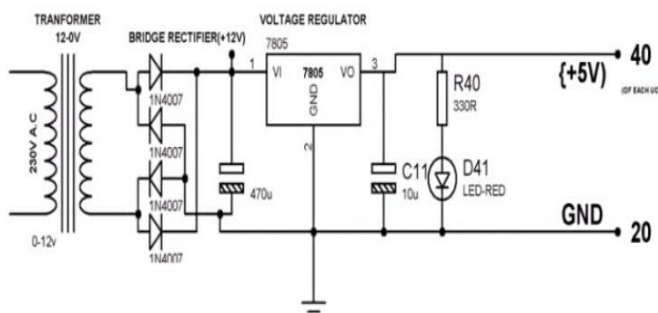 TRANFORMER
12-0V
BRIDGE RECTIFIER(+12V)
VOLTAGE REGULATOR
7805
1N4007
1
VI
7805
VO
3
GND
2
230V A.C
1N4007
1N4007
1N4007
0-12v
470u
C11
10u
R40
330R
D41
LED-RED
{+5V)
40
GND
20